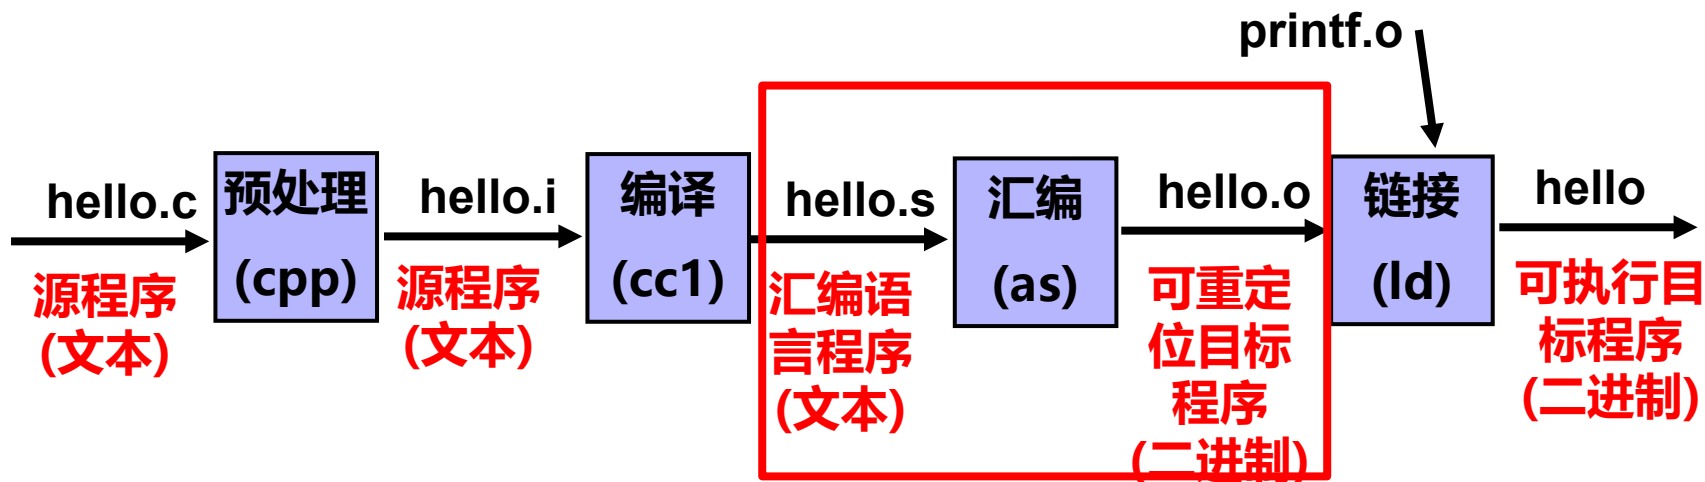 printf.o
hello.c
预处理
(cpp)
hello.i
编译
(cc1)
hello.s
汇编
(as)
hello.o
链接
(ld)
hello
源程序
(文本)
源程序
(文本)
汇编语
言程序
(文本)
可重定
位目标
程序
(二进制)
可执行目
标程序
(二进制)